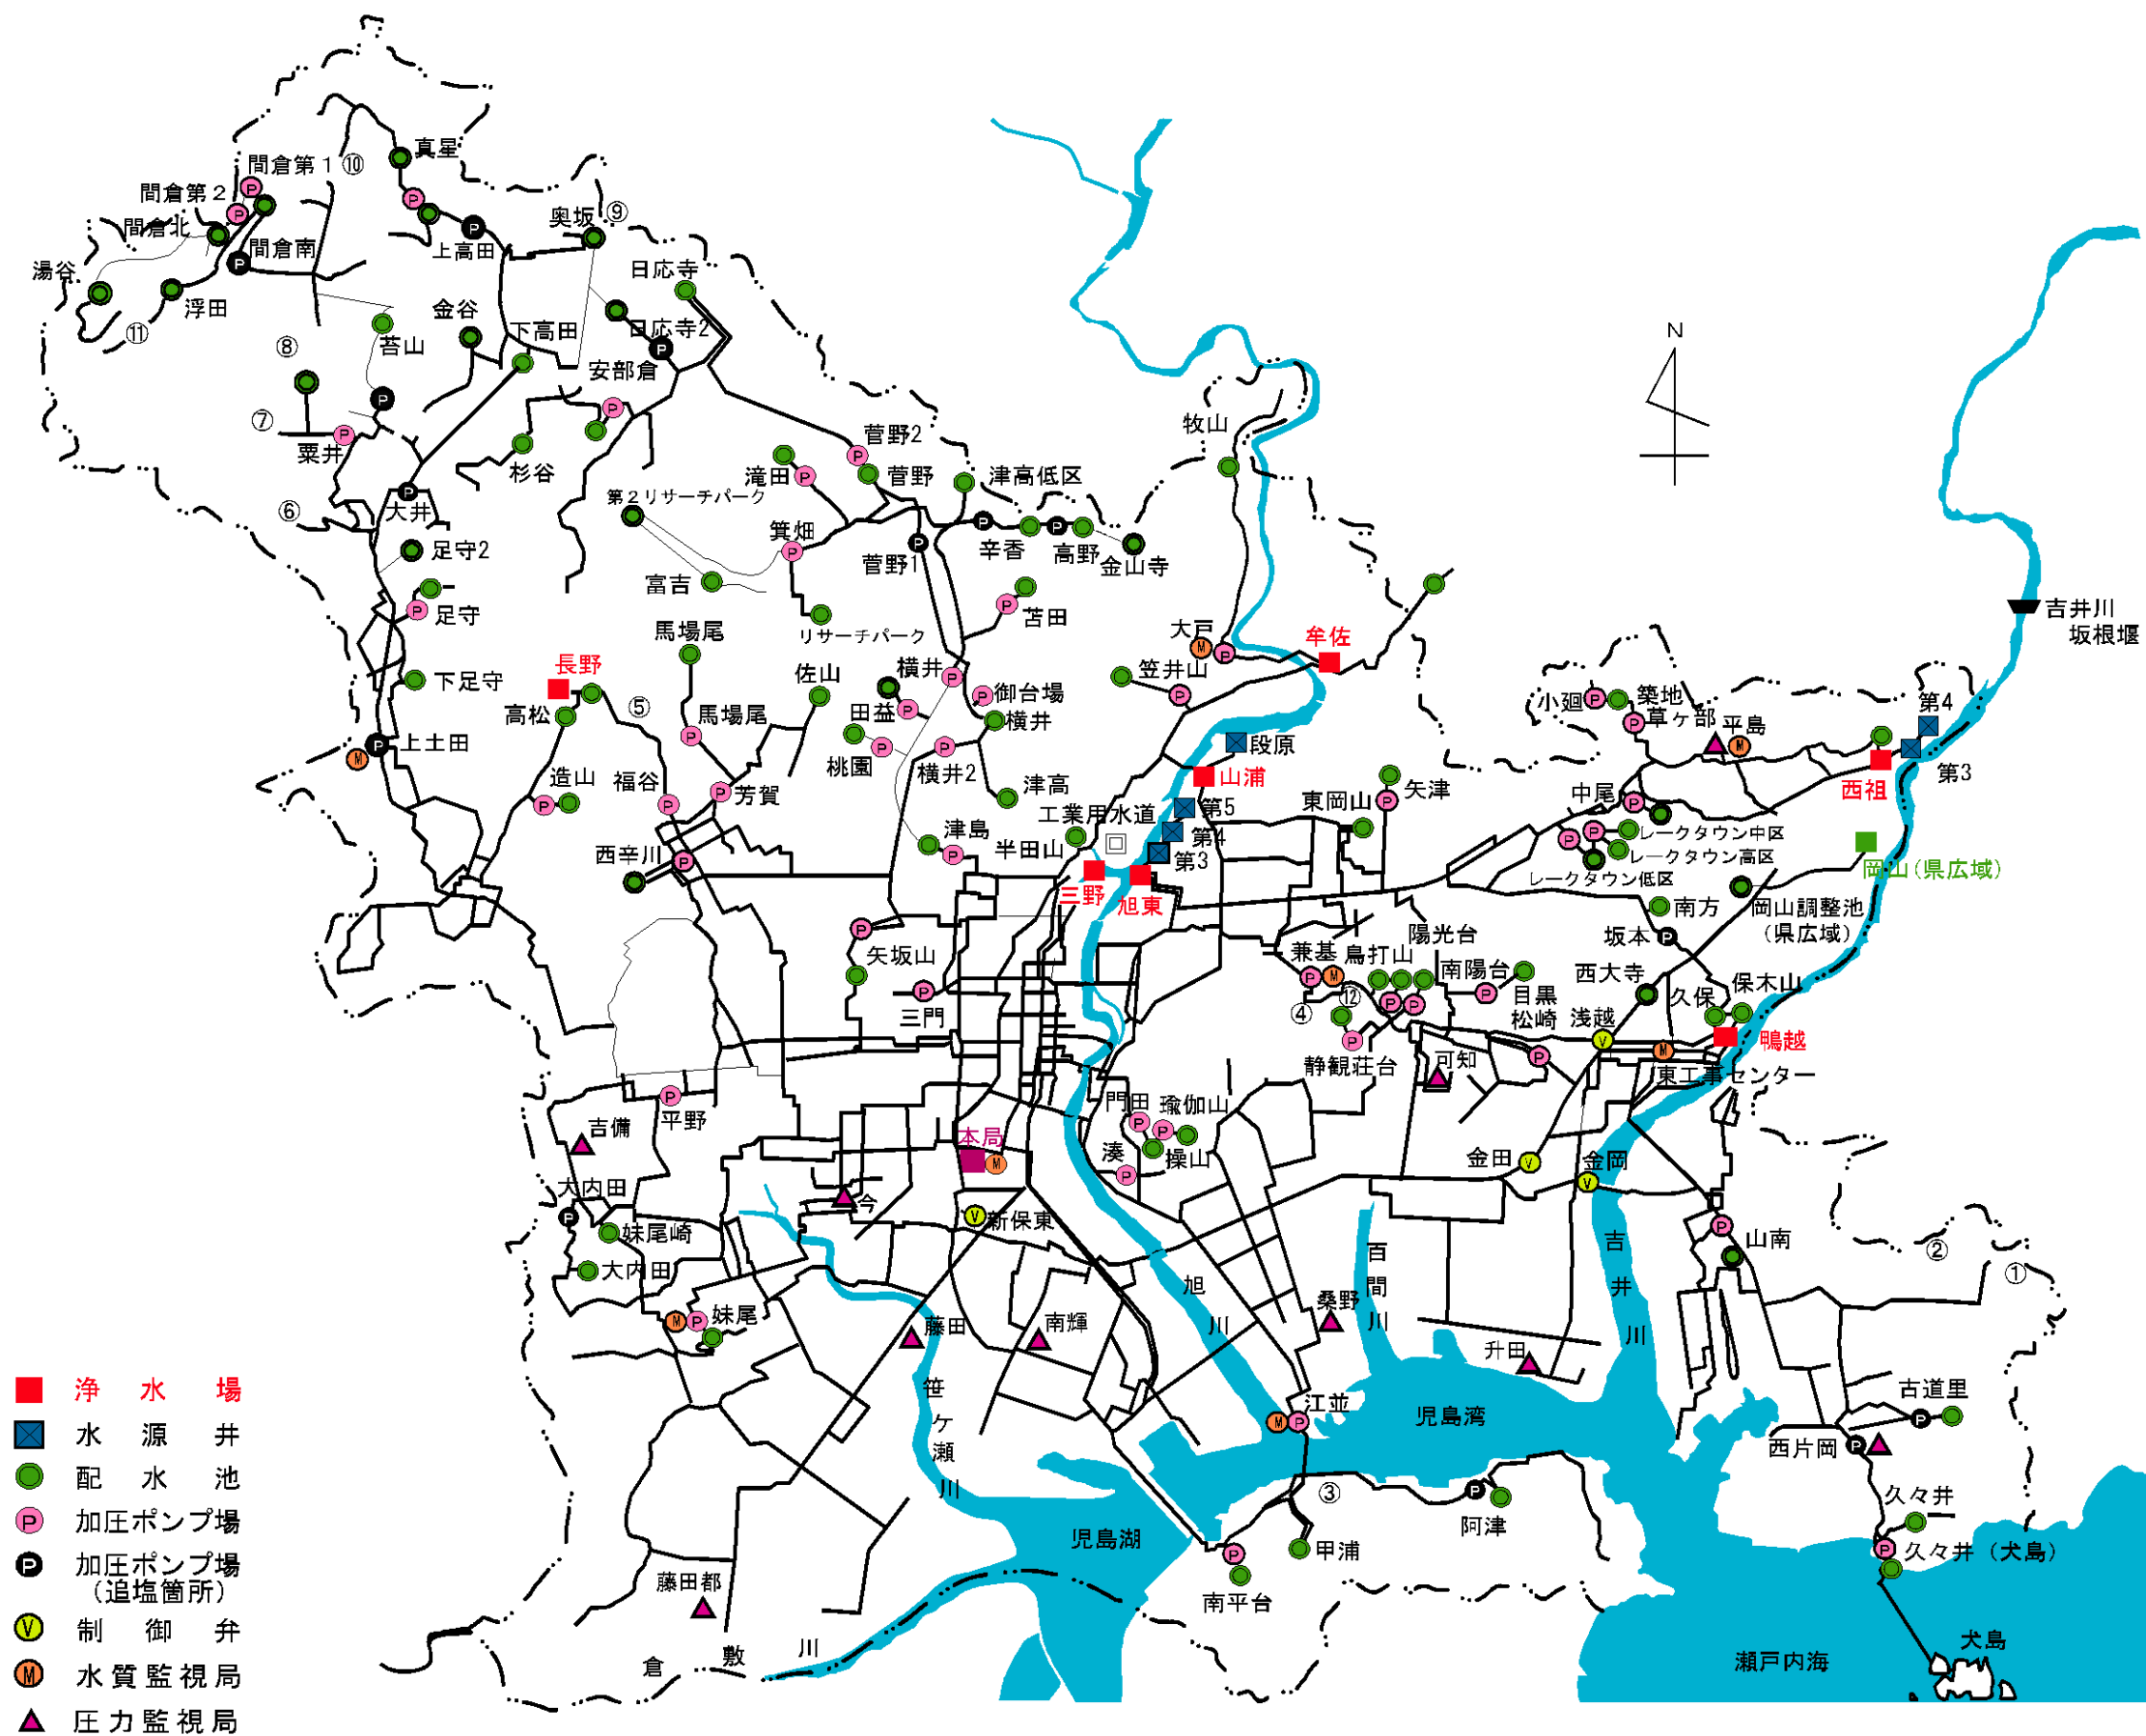 真星
間倉第１⑩
間倉第２
間倉北
奥坂⑨
上高田
間倉南
湯谷
日応寺
浮田
金谷
下高田
日応寺2
⑪
苔山
⑧
安部倉
牧山
N
⑦
粟井
菅野2
杉谷
滝田
菅野
津高低区
第２リサーチパーク
⑥
大井
箕畑
足守2
菅野1
辛香
高野
金山寺
富吉
足守
リサーチパーク
苫田
吉井川
坂根堰
馬場尾
大戸
牟佐
長野
佐山
横井
笠井山
下足守
御台場
小廻
築地
第4
高松
⑤
田益
横井
草ヶ部
平島
上土田
馬場尾
段原
桃園
横井2
第3
造山
福谷
芳賀
津高
山浦
西祖
東岡山
矢津
中尾
工業用水道
第5
津島
半田山
第4
レークタウン中区
西辛川
第3
レークタウン高区
岡山(県広域)
レークタウン低区
三野
旭東
南方
岡山調整池
(県広域)
矢坂山
兼基
鳥打山
陽光台
坂本
南陽台
西大寺
保木山
三門
④
⑫
目黒
松崎
浅越
久保
鴨越
静観荘台
可知
東工事センター
平野
門田
瑜伽山
吉備
本局
湊
操山
金田
金岡
大内田
今
新保東
妹尾崎
山南
②
①
大内田
百間川
吉井川
旭川
妹尾
藤田
南輝
桑野
升田
笹ケ瀬川
江並
児島湾
古道里
西片岡
③
久々井
阿津
児島湖
甲浦
久々井（犬島）
藤田都
南平台
犬島
倉敷川
瀬戸内海
浄水場
水源井
配水池
加圧ポンプ場
加圧ポンプ場
（追塩箇所）
制御弁
水質監視局
圧力監視局